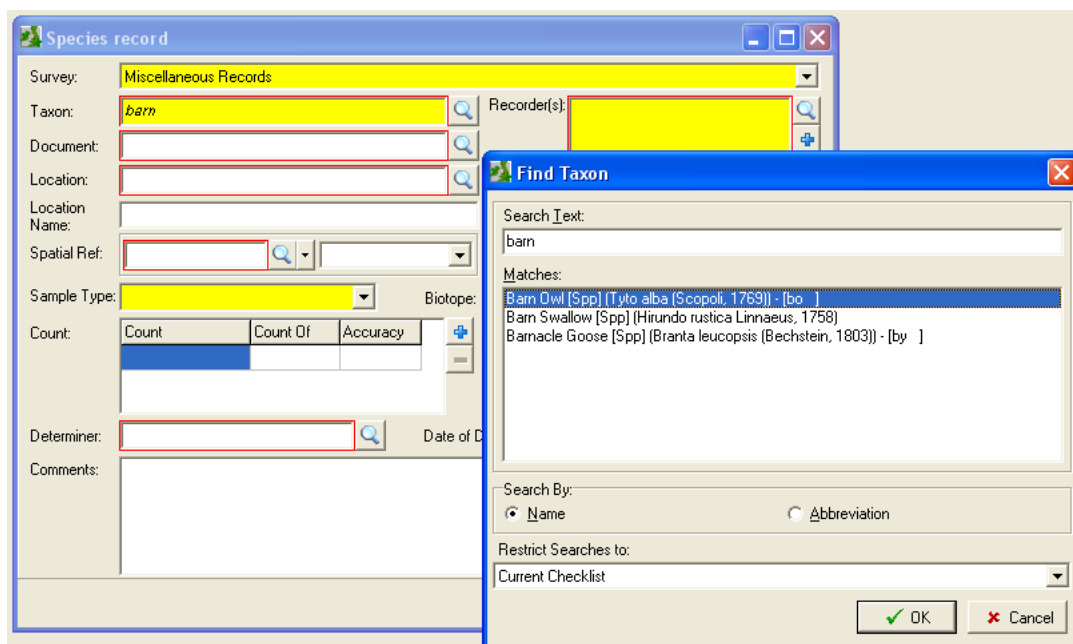 Species record
Survey: Miscellaneous Records
Taxon: barn Recorder(s):
Document:
Location:
Location
Name:
Spatial Ref:
Sample Type: Biotope:
Count: Count Count Of Accuracy
Determiner: Date of D
Comments:
Find Taxon
Search Text:
barn
Matches:
Barn Owl [Spp] (Tyto alba (Scopoli, 1769)) - [bo ]
Barn Swallow [Spp] (Hirundo rustica Linnaeus, 1758)
Barnacle Goose [Spp] (Branta leucopsis (Bechstein, 1803)) - [by ]
Search By:
Name Abbreviation
Restrict Searches to:
Current Checklist
OK Cancel